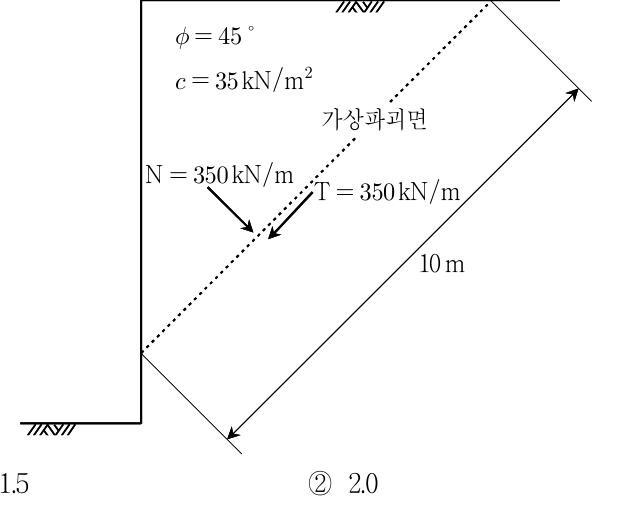 ϕ = 45°
c = 35 kN/m²
가상파괴면
N = 350 kN/m
T = 350 kN/m
10 m
1.5 ② 2.0